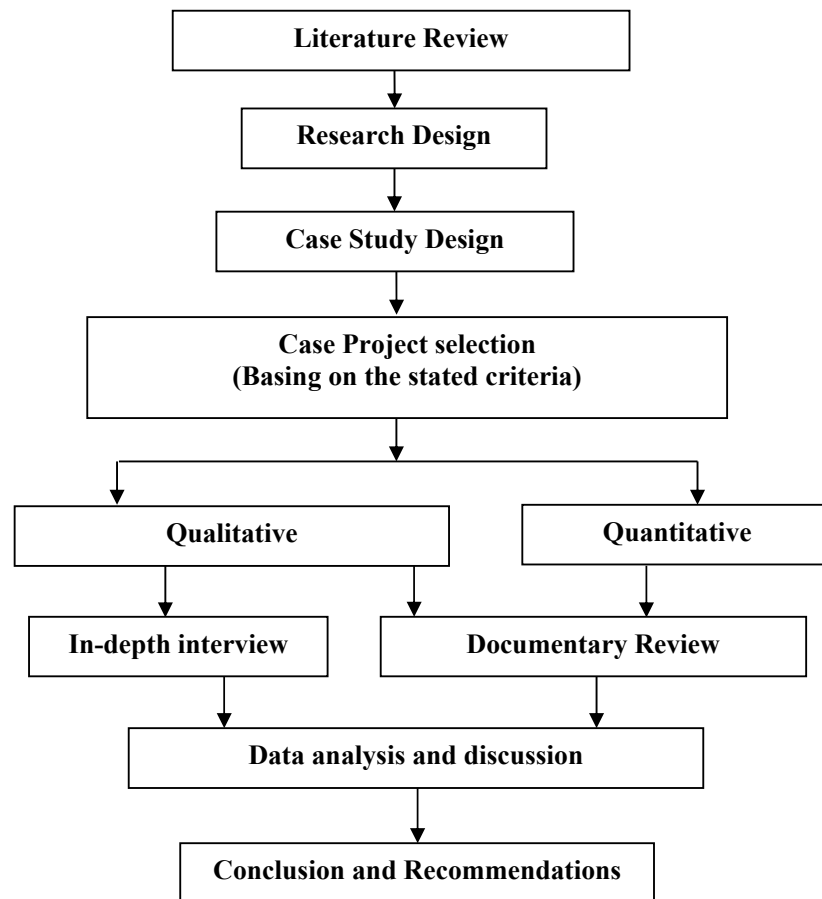 Literature Review
Research Design
Case Study Design
Case Project selection
(Basing on the stated criteria)
Qualitative
Quantitative
In-depth interview
Documentary Review
Data analysis and discussion
Conclusion and Recommendations